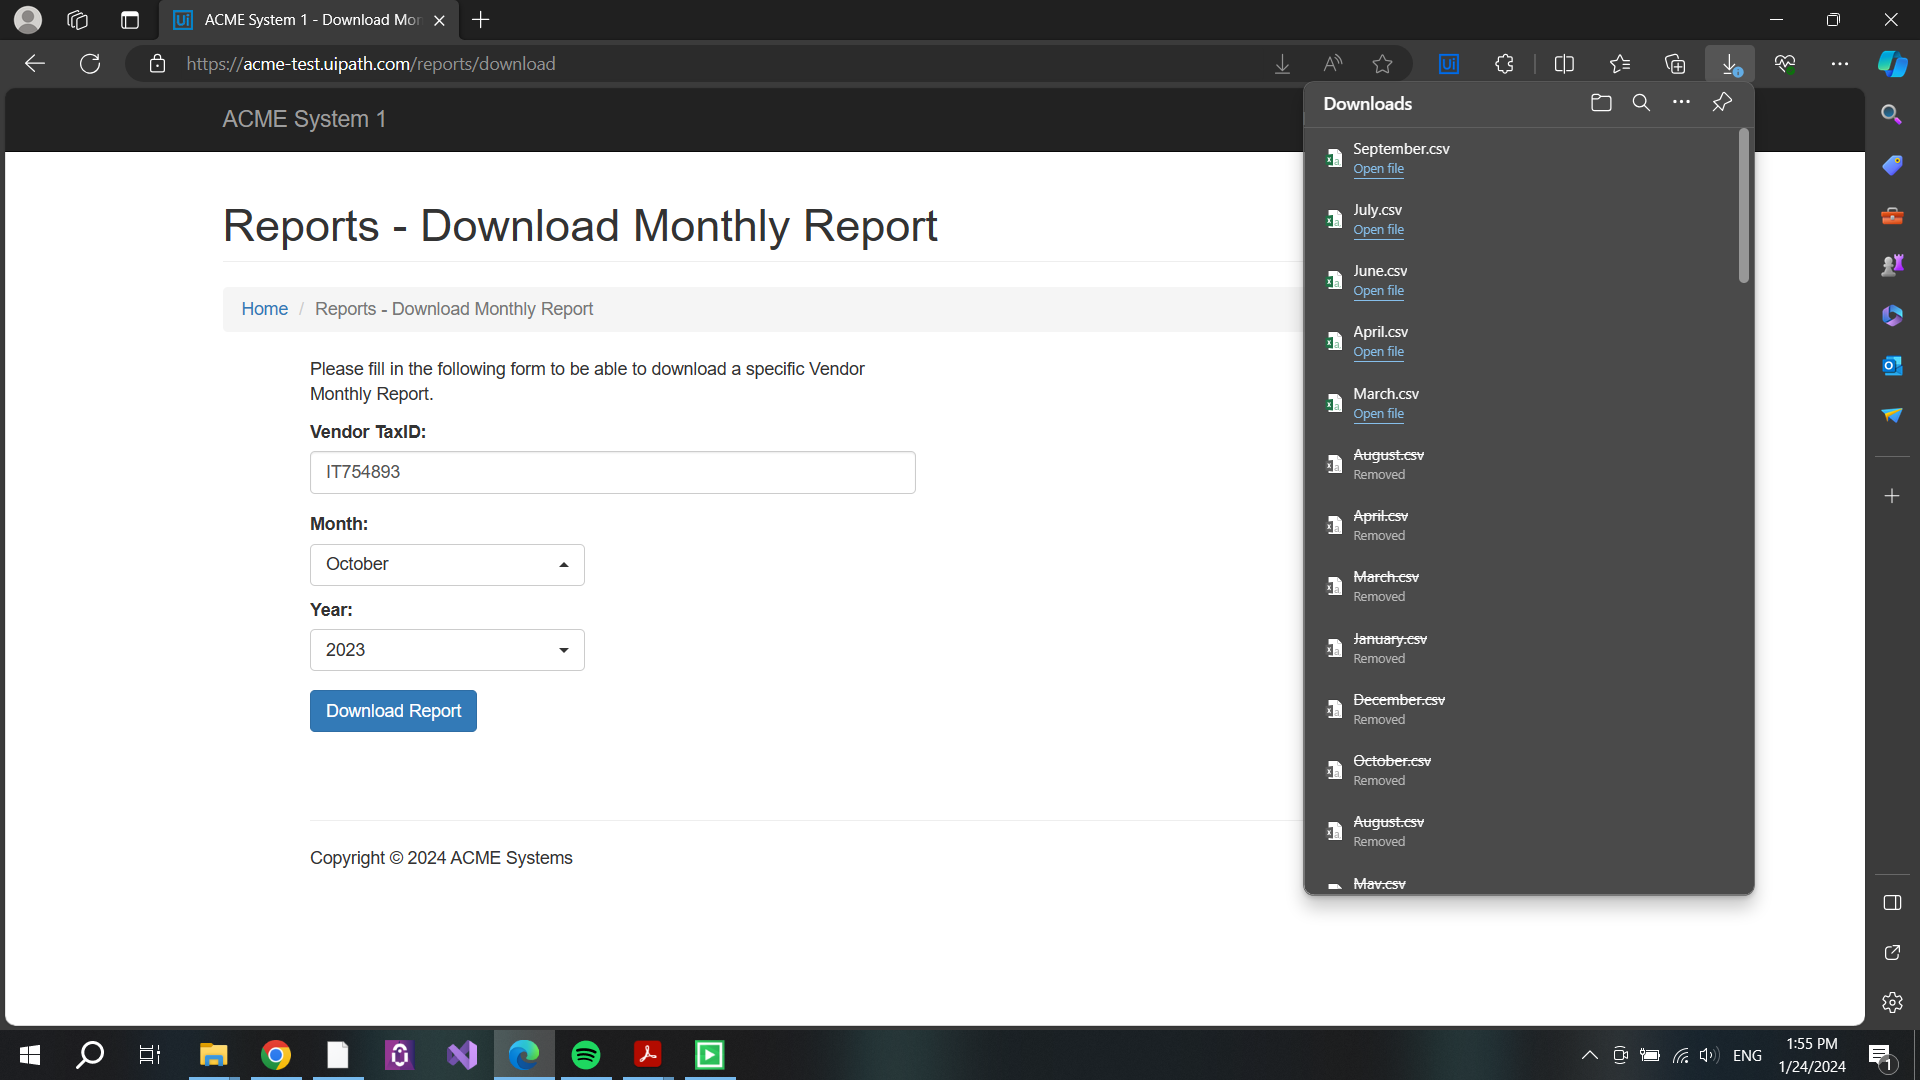 ACME System 1 - Download Mon
https://acme-test.uipath.com/reports/download
ACME System 1
Reports - Download Monthly Report
Home / Reports - Download Monthly Report
Please fill in the following form to be able to download a specific Vendor
Monthly Report.
Vendor TaxID:
IT754893
Month:
October
Year:
2023
Download Report
Copyright © 2024 ACME Systems
Downloads
September.csv
Open file
July.csv
Open file
June.csv
Open file
April.csv
Open file
March.csv
Open file
August.csv
Removed
April.csv
Removed
March.csv
Removed
January.csv
Removed
December.csv
Removed
October.csv
Removed
August.csv
Removed
May.csv
ENG
1:55 PM
1/24/2024
1